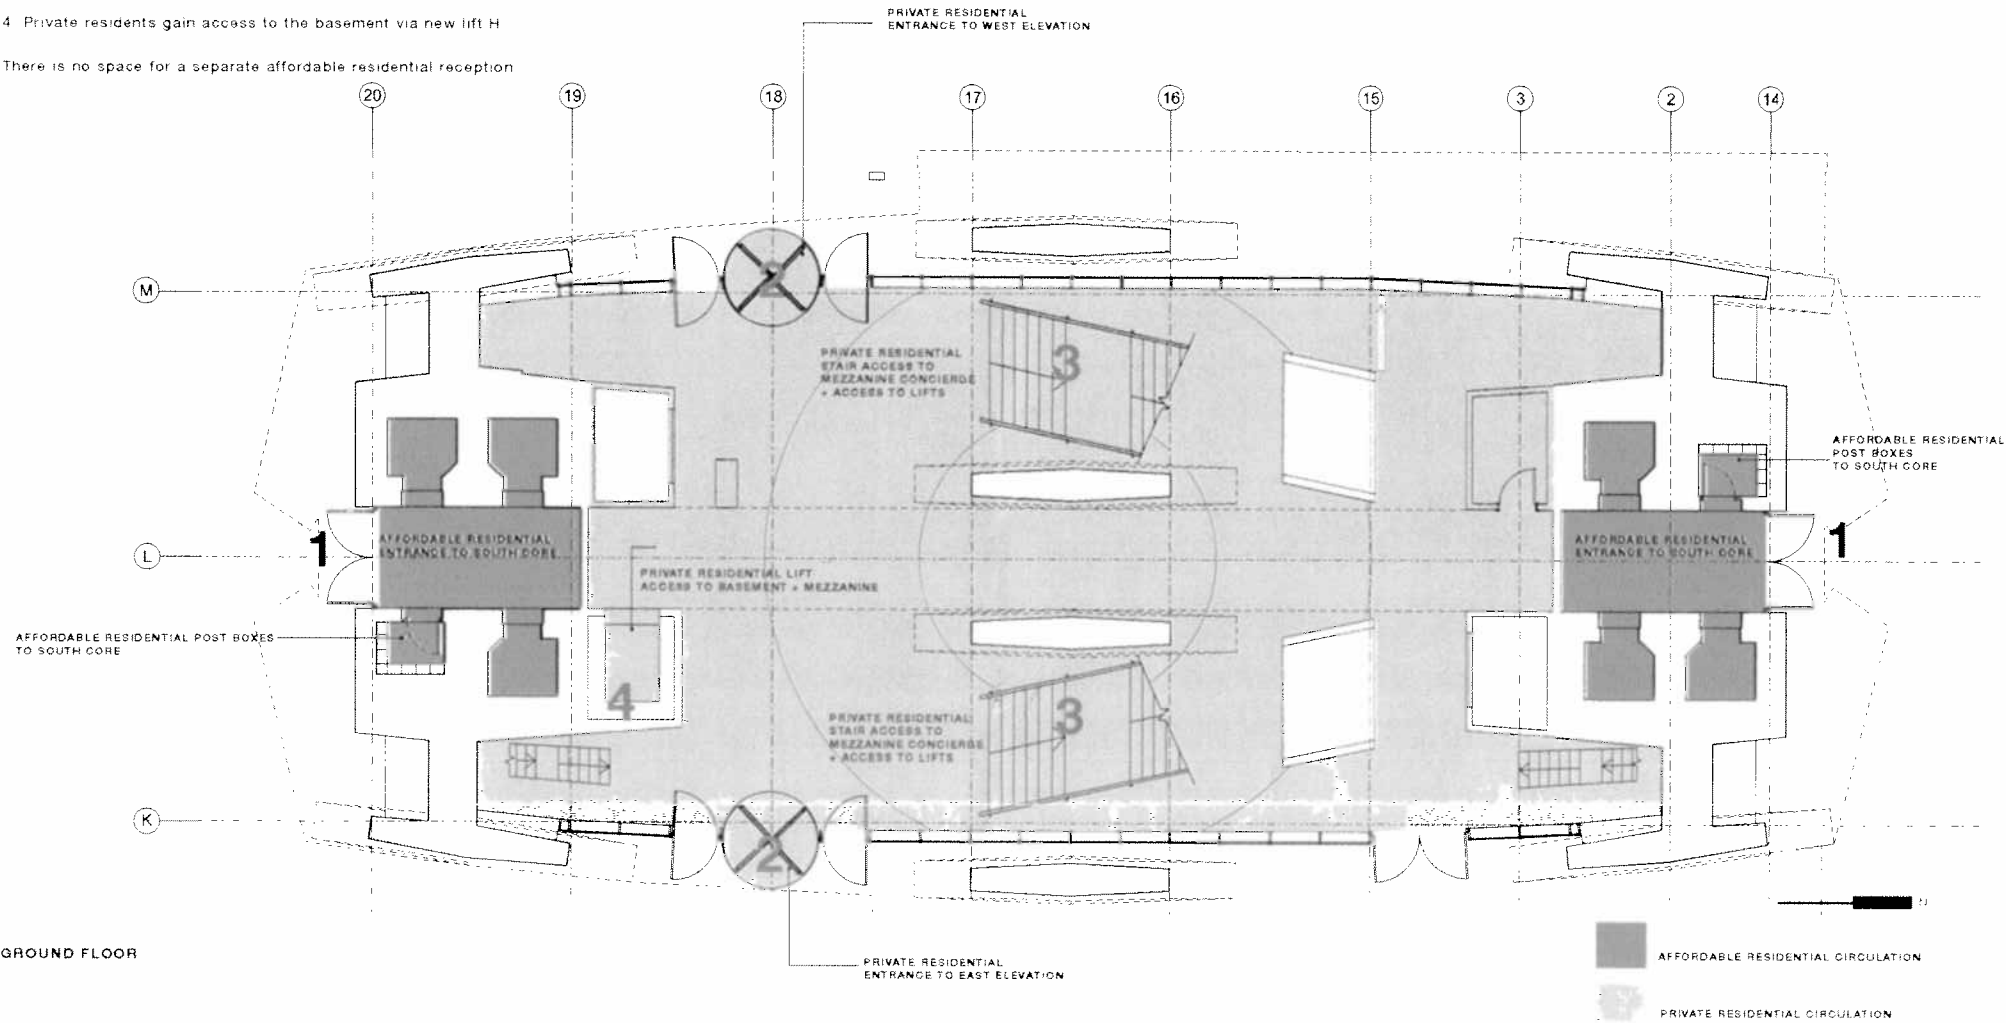 4 Private residents gain access to the basement via new lift H
There is no space for a separate affordable residential reception
PRIVATE RESIDENTIAL
ENTRANCE TO WEST ELEVATION
20
19
18
17
16
15
3
2
14
M
2
PRIVATE RESIDENTIAL
STAIR ACCESS TO
MEZZANINE CONCIERGE
+ ACCESS TO LIFTS
3
AFFORDABLE RESIDENTIAL
POST BOXES
TO SOUTH CORE
L
1
AFFORDABLE RESIDENTIAL
ENTRANCE TO SOUTH CORE
PRIVATE RESIDENTIAL LIFT
ACCESS TO BASEMENT + MEZZANINE
AFFORDABLE RESIDENTIAL
ENTRANCE TO SOUTH CORE
1
AFFORDABLE RESIDENTIAL POST BOXES
TO SOUTH CORE
4
PRIVATE RESIDENTIAL
STAIR ACCESS TO
MEZZANINE CONCIERGE
+ ACCESS TO LIFTS
3
K
2
N
GROUND FLOOR
PRIVATE RESIDENTIAL
ENTRANCE TO EAST ELEVATION
AFFORDABLE RESIDENTIAL CIRCULATION
PRIVATE RESIDENTIAL CIRCULATION